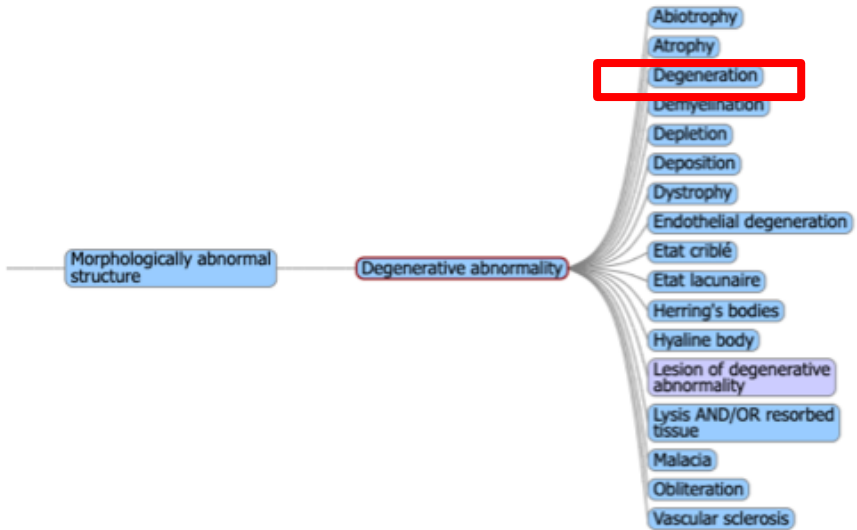 Abiotrophy
Atrophy
Degeneration
Demyelination
Depletion
Deposition
Dystrophy
Endothelial degeneration
Etat criblé
Morphologically abnormal
structure
Degenerative abnormality
Etat lacunaire
Herring's bodies
Hyaline body
Lesion of degenerative
abnormality
Lysis AND/OR resorbed
tissue
Malacia
Obliteration
Vascular sclerosis